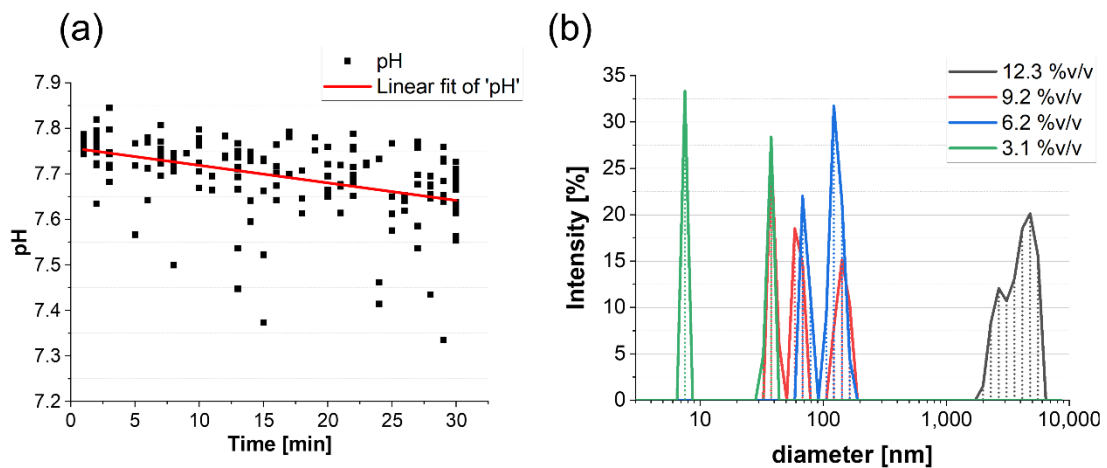 (a)
pH
Linear fit of 'pH'
7.9
7.8
7.7
7.6
7.5
7.4
7.3
7.2
pH
0
5
10
15
20
25
30
Time [min]
(b)
12.3 %v/v
9.2 %v/v
6.2 %v/v
3.1 %v/v
35
30
25
20
15
10
5
0
Intensity [%]
10
100
1,000
10,000
diameter [nm]